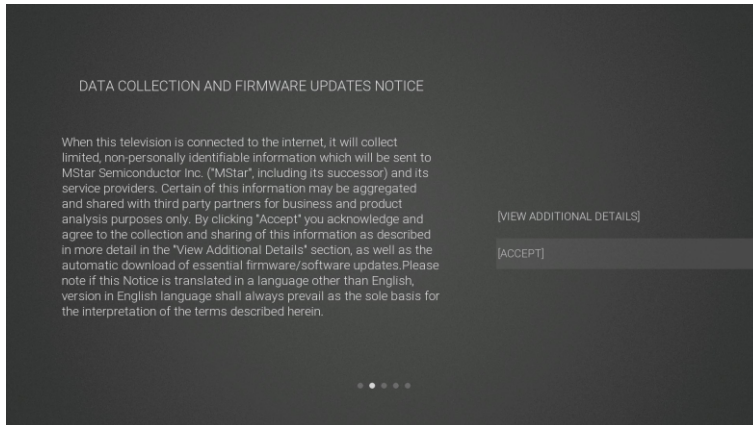 DATA COLLECTION AND FIRMWARE UPDATES NOTICE
When this television is connected to the internet, it will collect
limited, non-personally identifiable information which will be sent to
MStar Semiconductor Inc. ("MStar", including its successor) and its
service providers. Certain of this information may be aggregated
and shared with third party partners for business and product
analysis purposes only. By clicking "Accept" you acknowledge and
agree to the collection and sharing of this information as described
in more detail in the "View Additional Details" section, as well as the
automatic download of essential firmware/software updates.Please
note if this Notice is translated in a language other than English,
version in English language shall always prevail as the sole basis for
the interpretation of the terms described herein.
[VIEW ADDITIONAL DETAILS]
[ACCEPT]